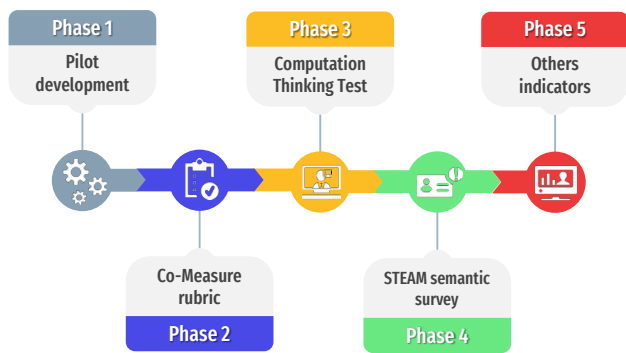 Phase 1
Pilot
development
Phase 3
Computation
Thinking Test
Phase 5
Others
indicators
Co-Measure
rubric
Phase 2
STEAM semantic
survey
Phase 4